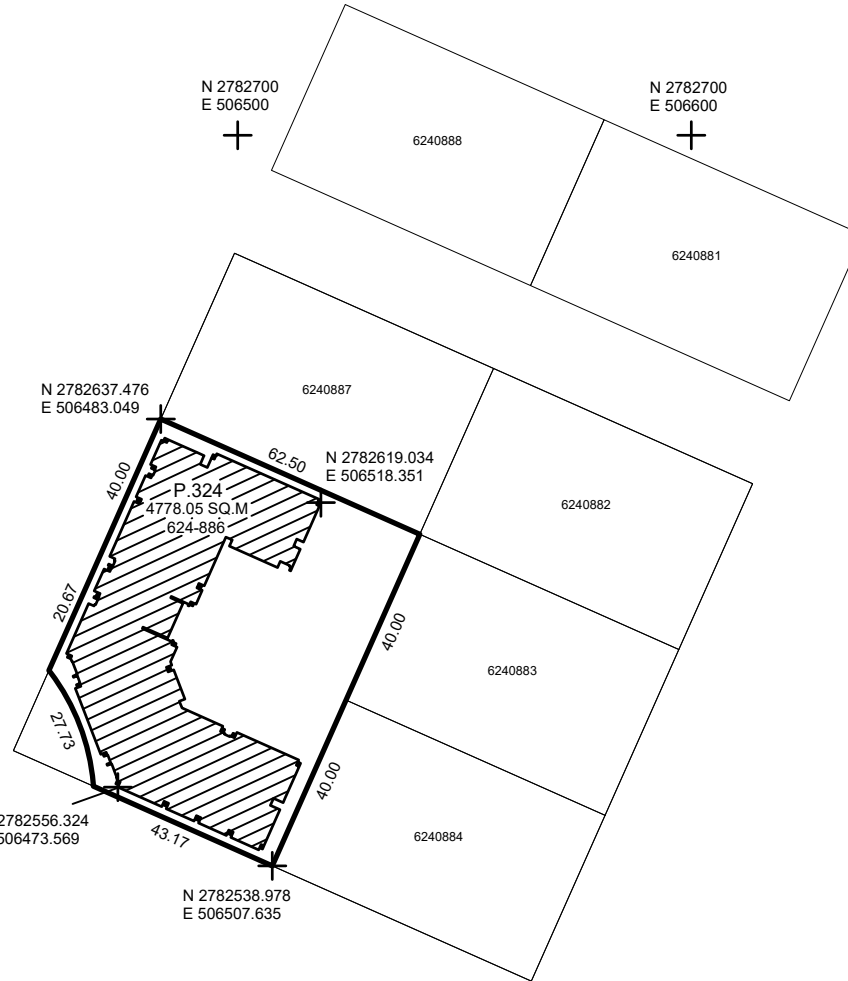 N 2782700
E 506500
N 2782700
E 506600
6240888
6240881
N 2782637.476
E 506483.049
6240887
62.50
N 2782619.034
E 506518.351
40.00
P.324
4778.05 SQ.M
624-886
6240882
20.67
40.00
6240883
27.73
40.00
2782556.324
506473.569
43.17
6240884
N 2782538.978
E 506507.635